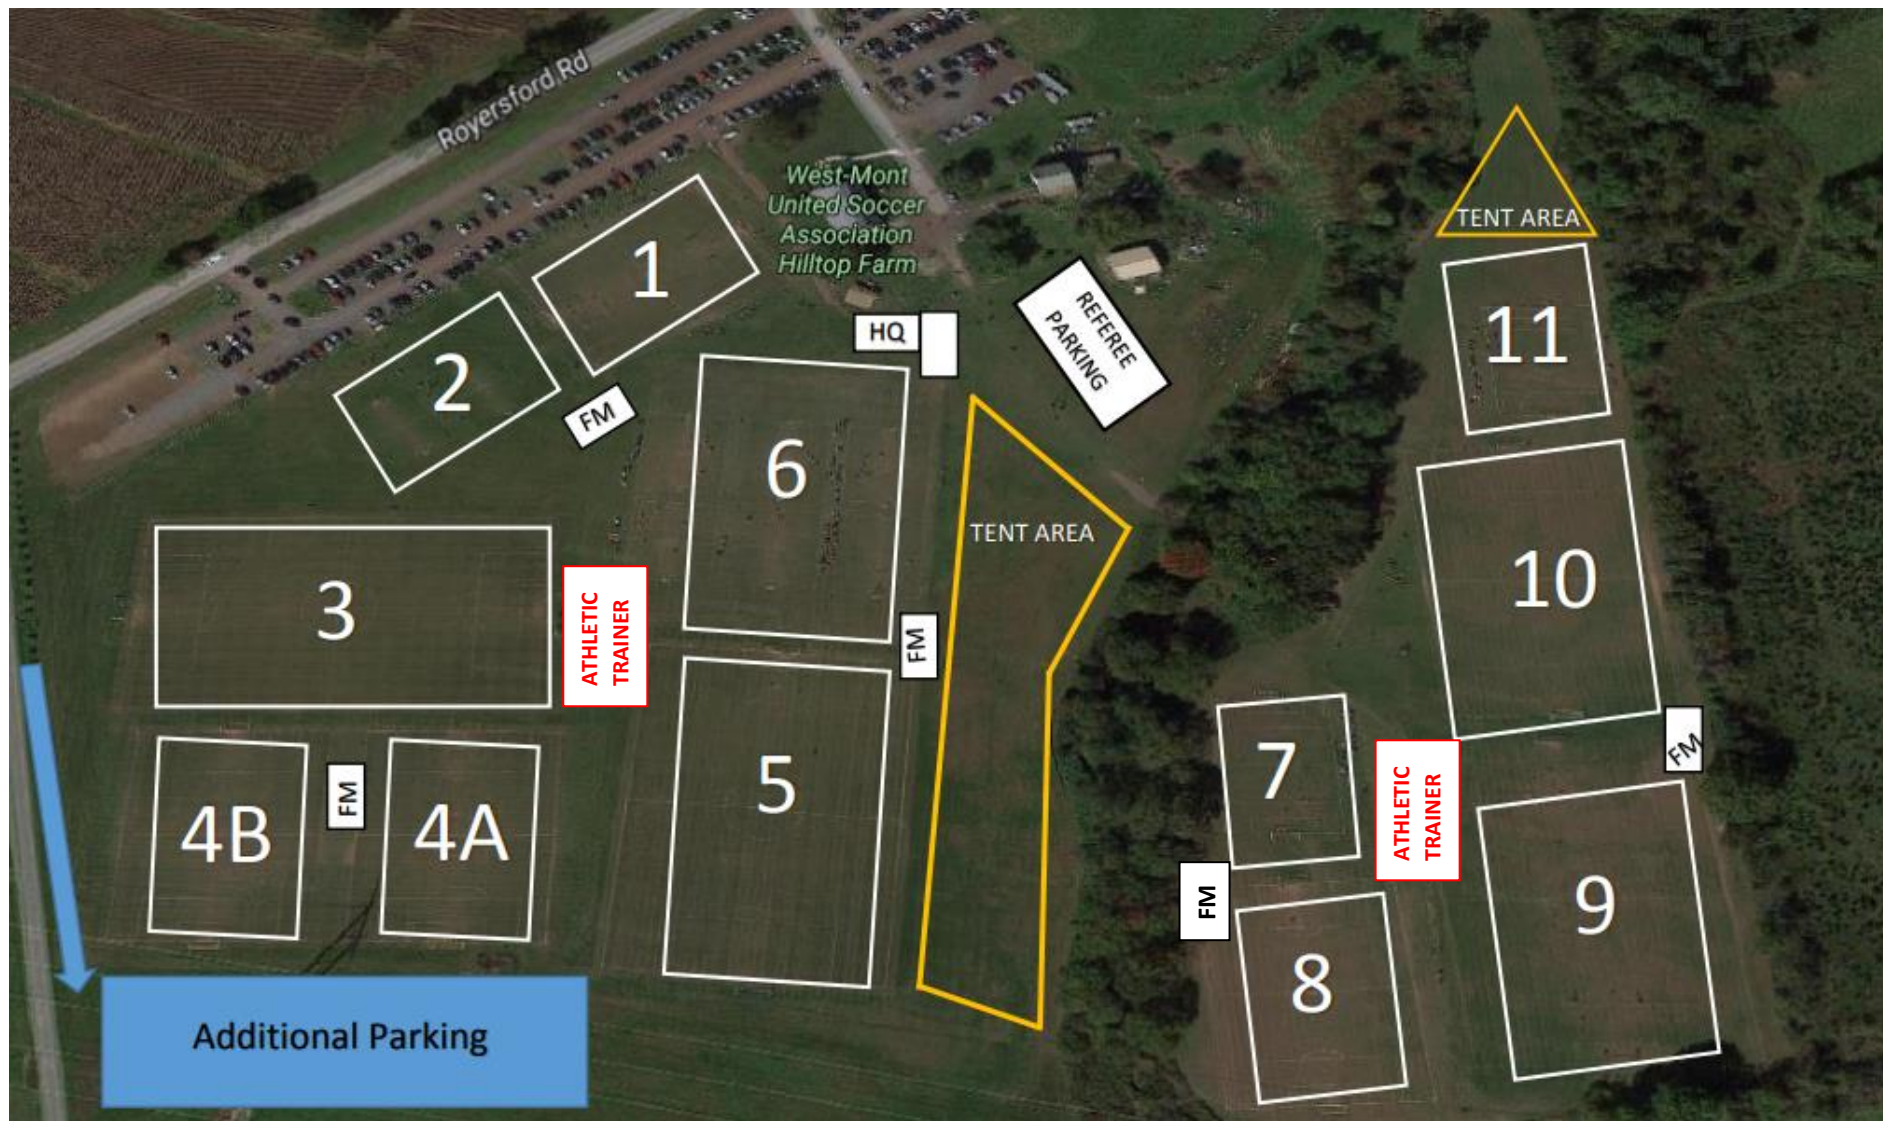 Royersford Rd
West-Mont
United Soccer
Association
Hilltop Farm
TENT AREA
1
11
REFEREE
PARKING
HQ
2
FM
6
TENT AREA
10
3
ATHLETIC
TRAINER
FM
FM
7
5
ATHLETIC
TRAINER
4B
FM
4A
FM
9
8
Additional Parking